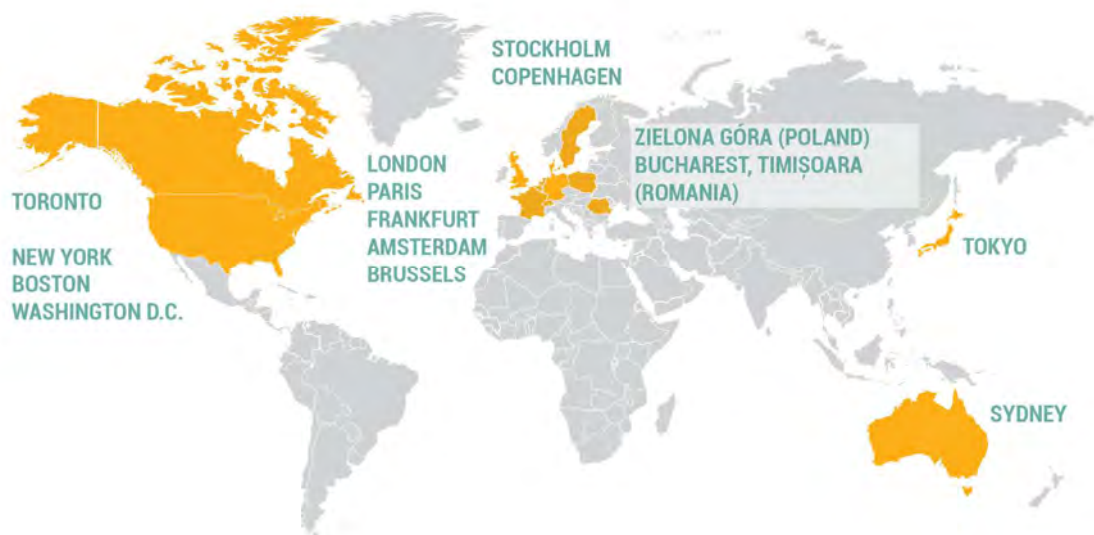 STOCKHOLM
COPENHAGEN
ZIELONA GÓRA (POLAND)
BUCHAREST, TIMIȘOARA
(ROMANIA)
LONDON
PARIS
FRANKFURT
AMSTERDAM
BRUSSELS
TORONTO
NEW YORK
BOSTON
WASHINGTON D.C.
TOKYO
SYDNEY